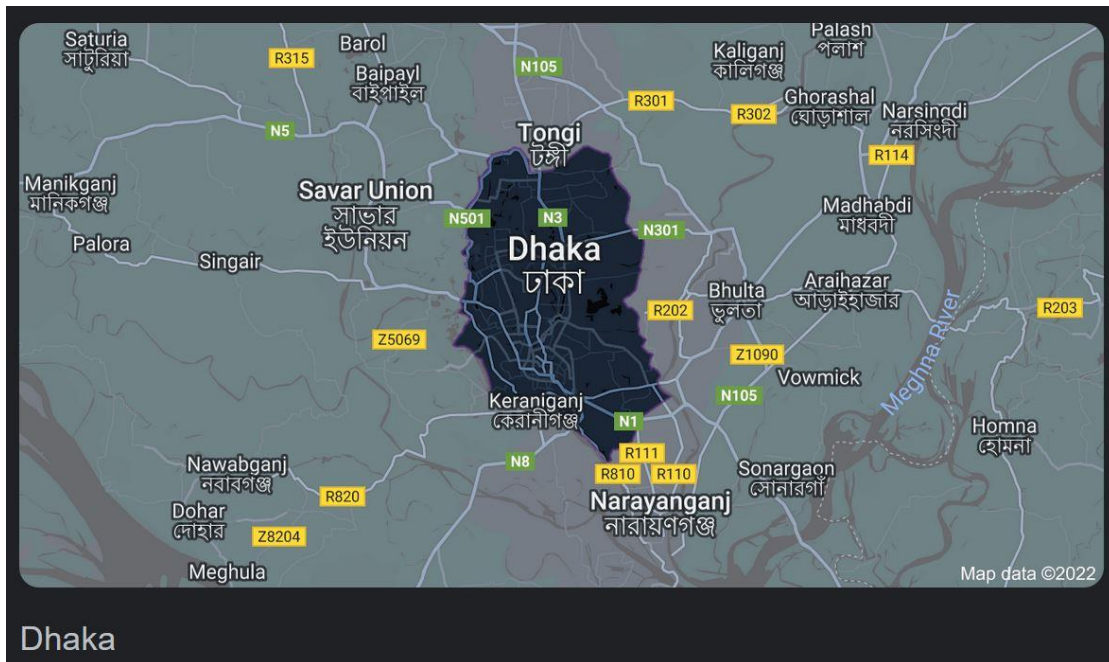 Saturia
সাটুরিয়া
R315
Barol
Baipayl
বাইপাইল
N105
Kaliganj
কালিগঞ্জ
Palash
পলাশ
R301
R302
Ghorashal
ঘোড়াশাল
Narsingdi
নরসিংদী
N5
Tongi
টঙ্গী
R114
Manikganj
মানিকগঞ্জ
Savar Union
সাভার
ইউনিয়ন
N501
N3
N301
Madhabdi
মাধবদী
Palora
Singair
Dhaka
ঢাকা
Bhulta
ভুলতা
Araihazar
আড়াইহাজার
R202
R203
Z5069
Z1090
Meghna River
Vowmick
N105
Keraniganj
কেরানীগঞ্জ
N1
Homna
হোমনা
N8
R111
R810
R110
Sonargaon
সোনারগাঁ
Nawabganj
নবাবগঞ্জ
R820
Narayanganj
নারায়ণগঞ্জ
Dohar
দোহার
Z8204
Meghula
Map data ©2022
Dhaka